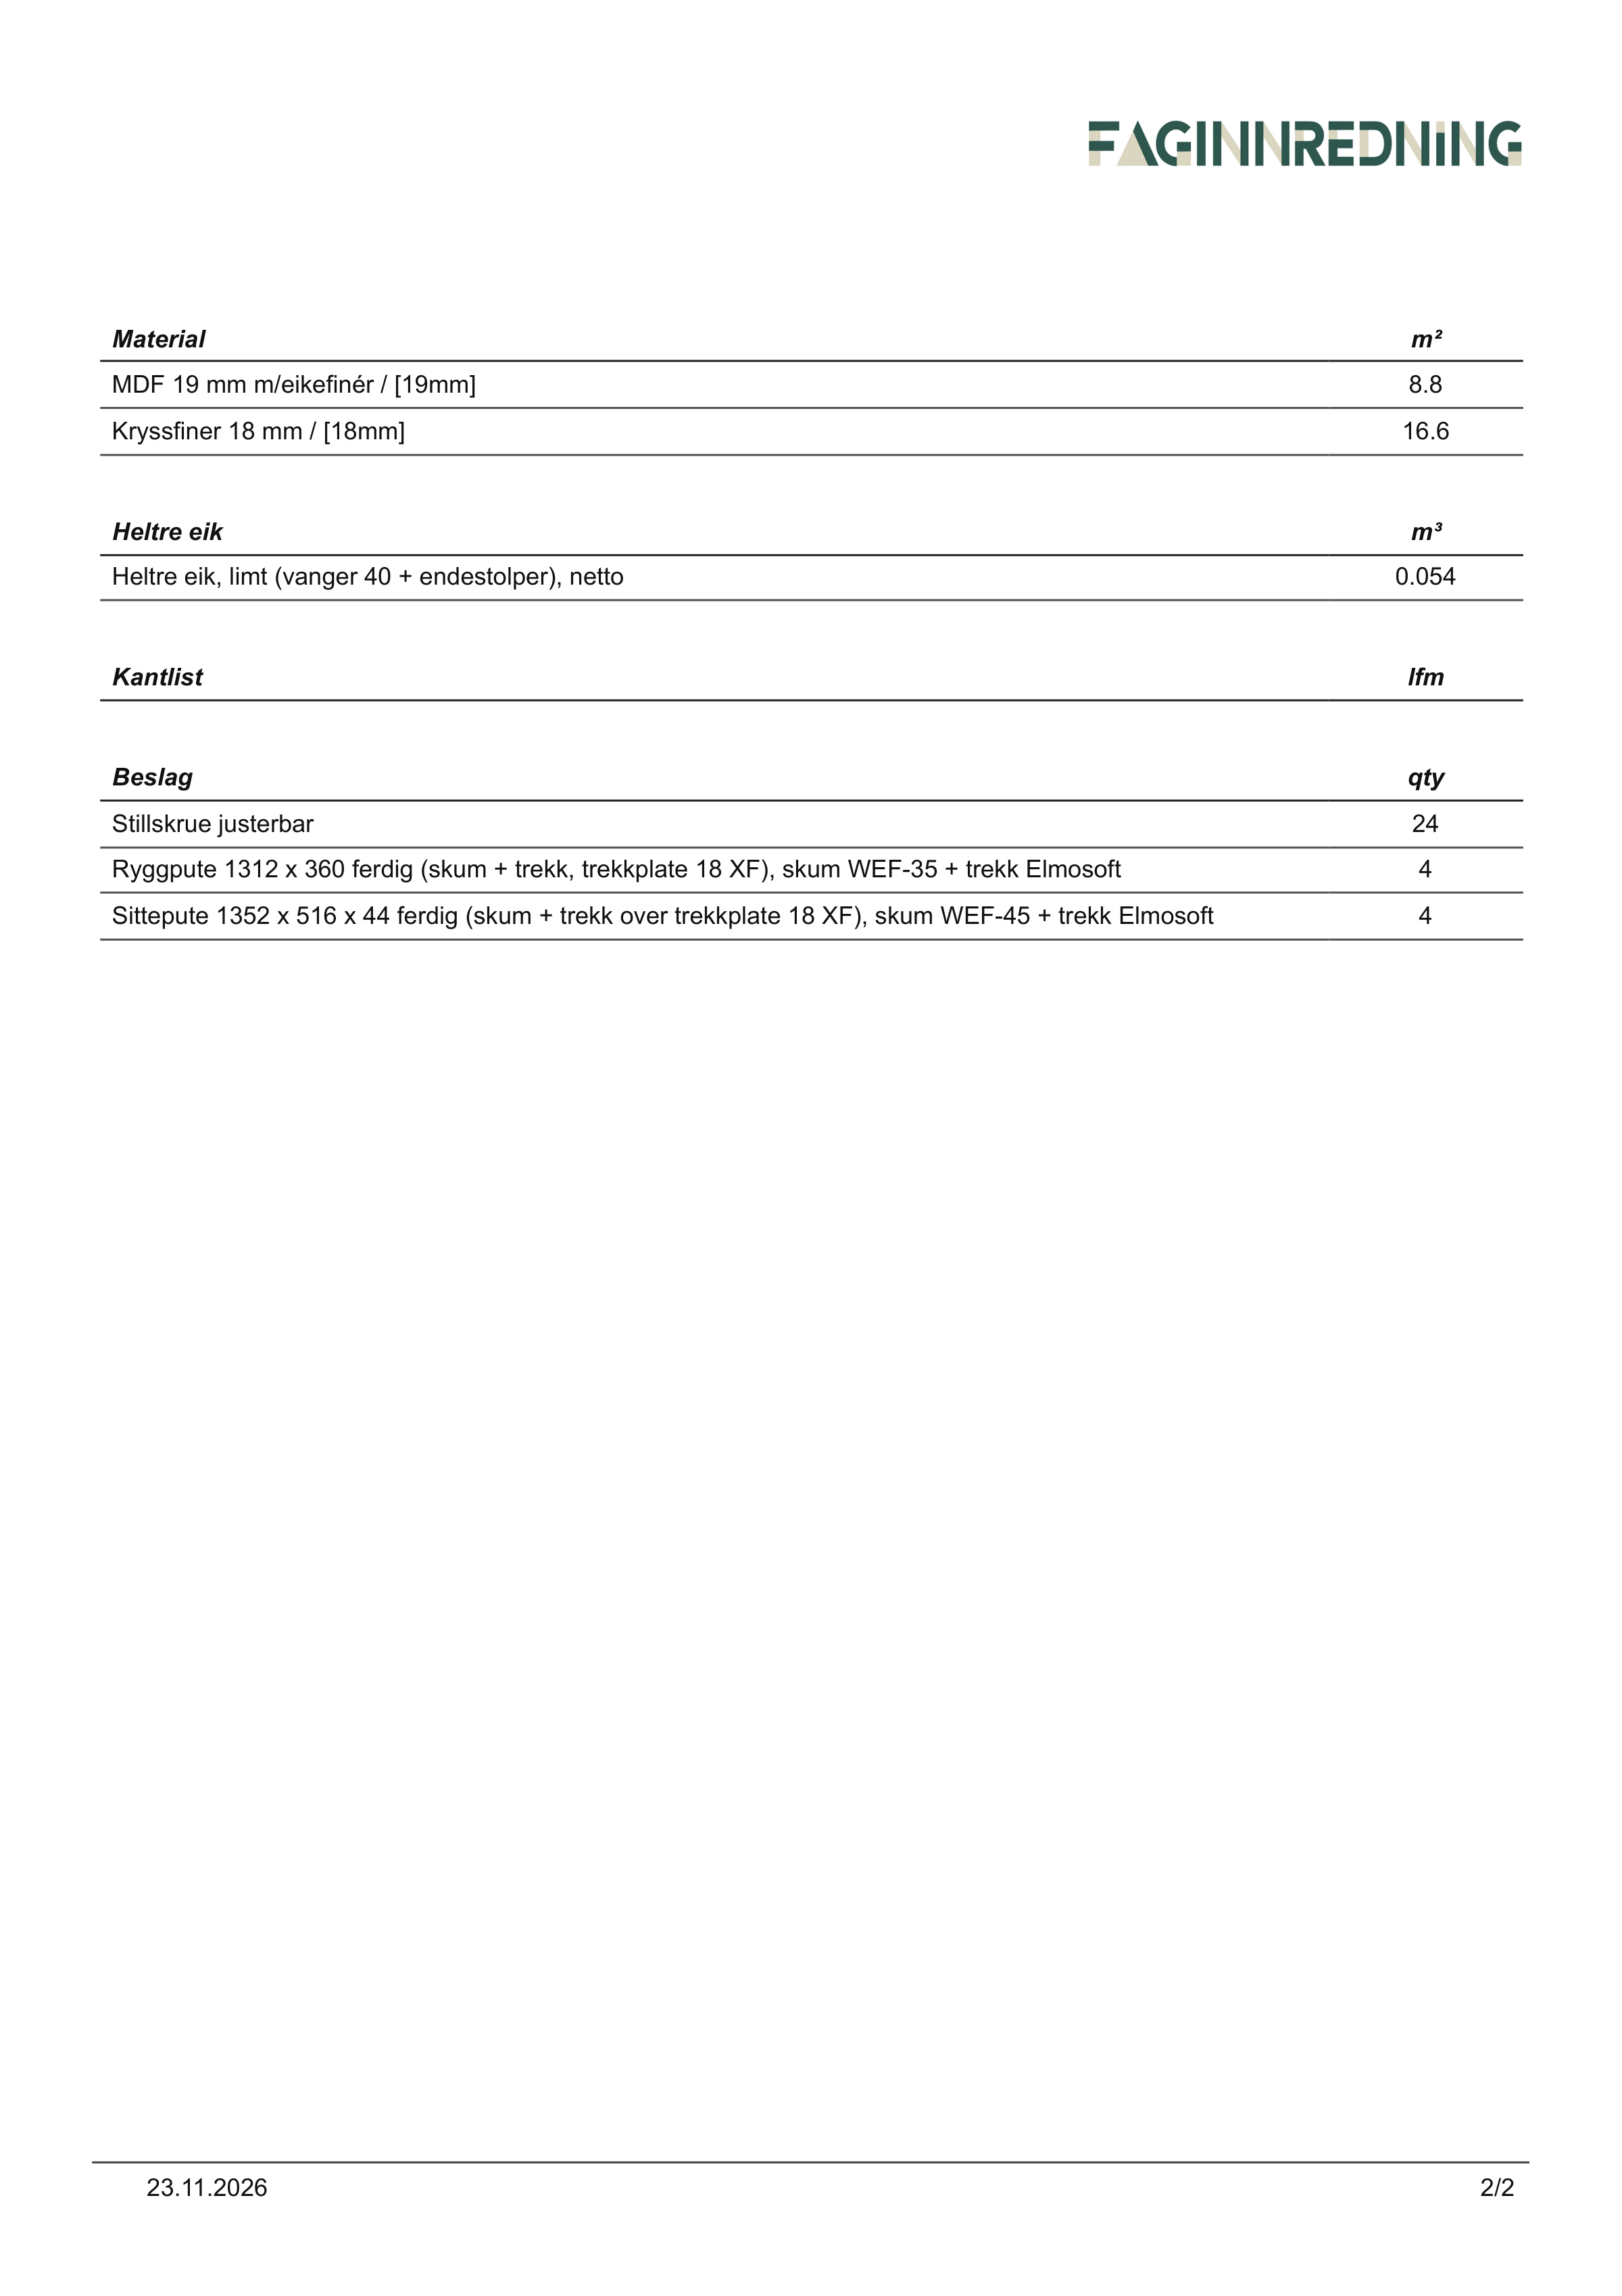 FAGINNREDNING
Material m²
MDF 19 mm m/eikefinér / [19mm] 8.8
Kryssfiner 18 mm / [18mm] 16.6
Heltre eik m³
Heltre eik, limt (vanger 40 + endestolper), netto 0.054
Kantlist lfm
Beslag qty
Stillskrue justerbar 24
Ryggpute 1312 x 360 ferdig (skum + trekk, trekkplate 18 XF), skum WEF-35 + trekk Elmosoft 4
Sittepute 1352 x 516 x 44 ferdig (skum + trekk over trekkplate 18 XF), skum WEF-45 + trekk Elmosoft 4
23.11.2026 2/2